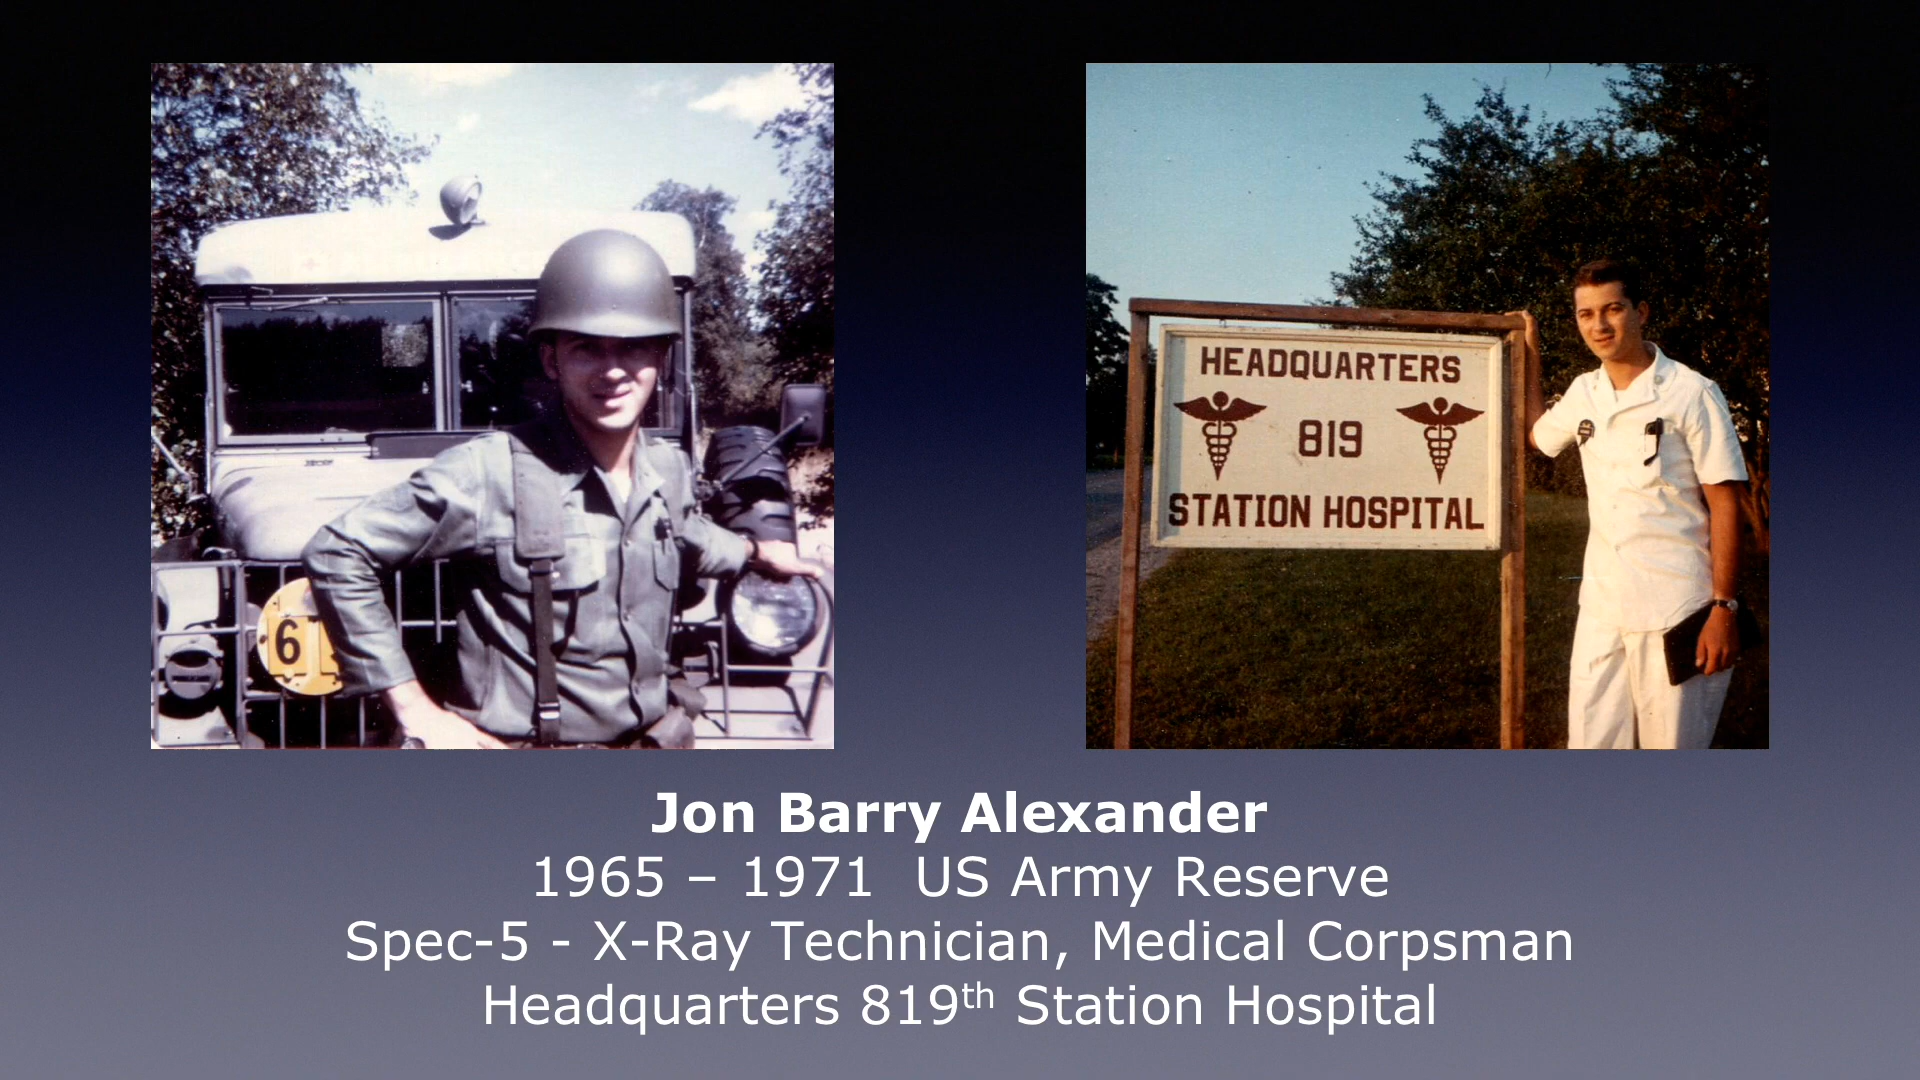 6
HEADQUARTERS
819
STATION HOSPITAL
Jon Barry Alexander
1965 – 1971 US Army Reserve
Spec-5 - X-Ray Technician, Medical Corpsman
Headquarters 819th Station Hospital